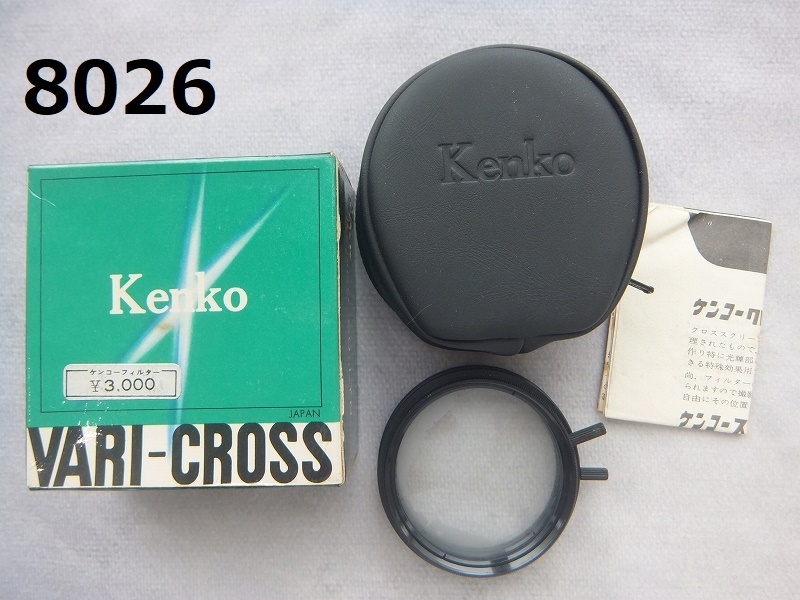 8026
Kenko
ケンコーフィルター
¥3,000
JAPAN
VARI-CROSS
Kenko
ケンコーク
クロススクリー
理されたもので
作り特に光輝部
きる特殊効果用
尚、フィルター
られますので撮影
自由にその位置
ケンコース